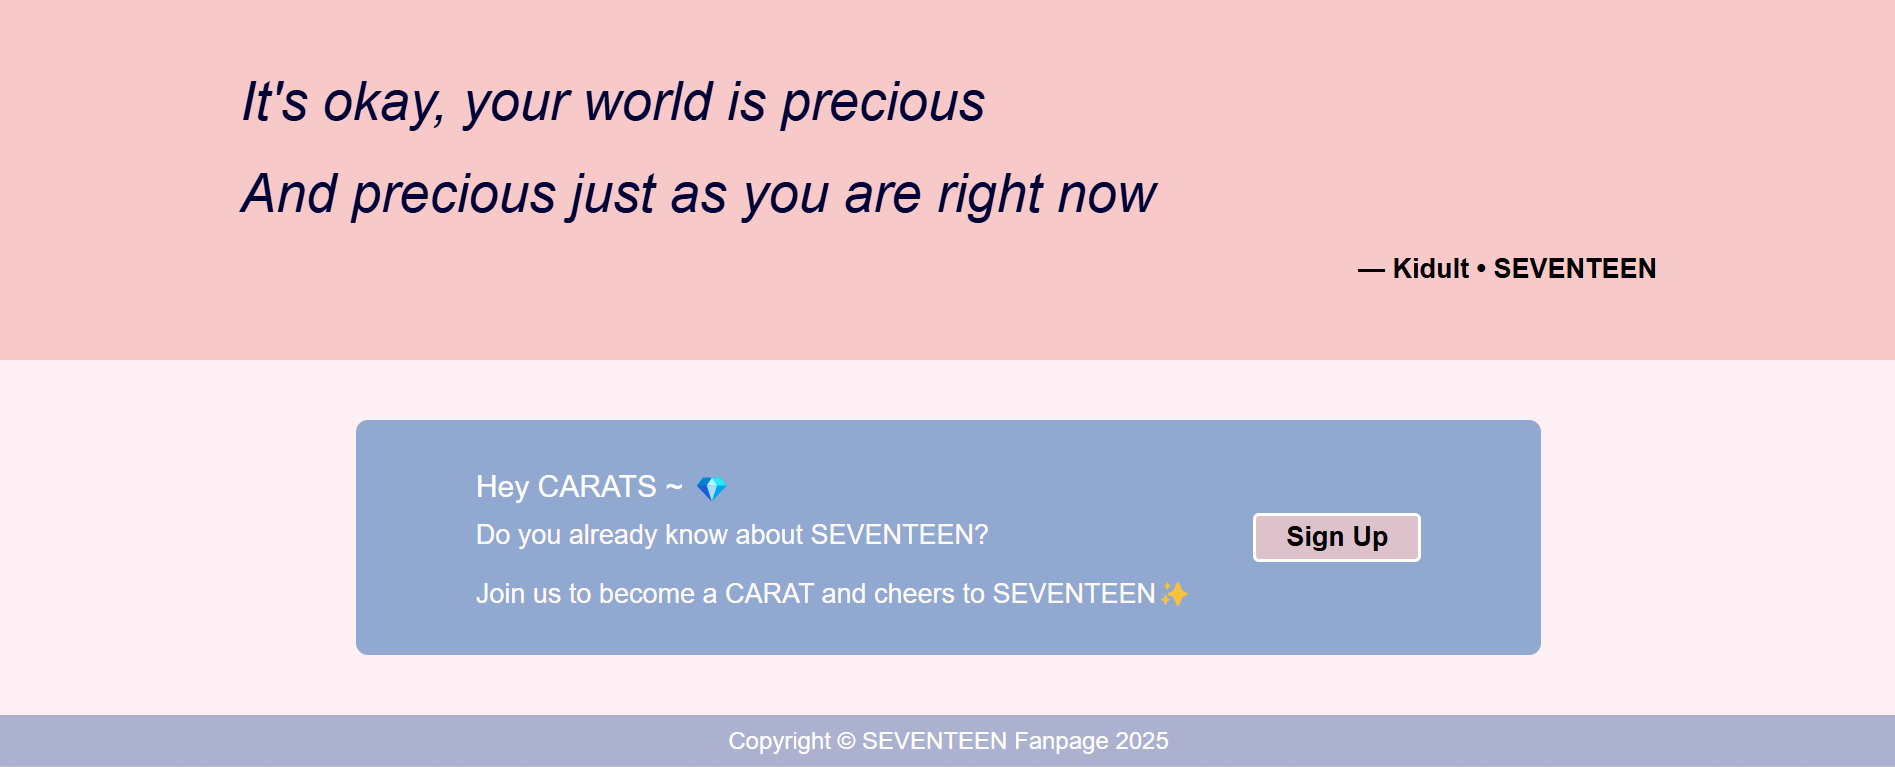 It's okay, your world is precious
And precious just as you are right now
— Kidult • SEVENTEEN
Hey CARATS ~ 💎
Do you already know about SEVENTEEN?
Sign Up
Join us to become a CARAT and cheers to SEVENTEEN✨
Copyright © SEVENTEEN Fanpage 2025